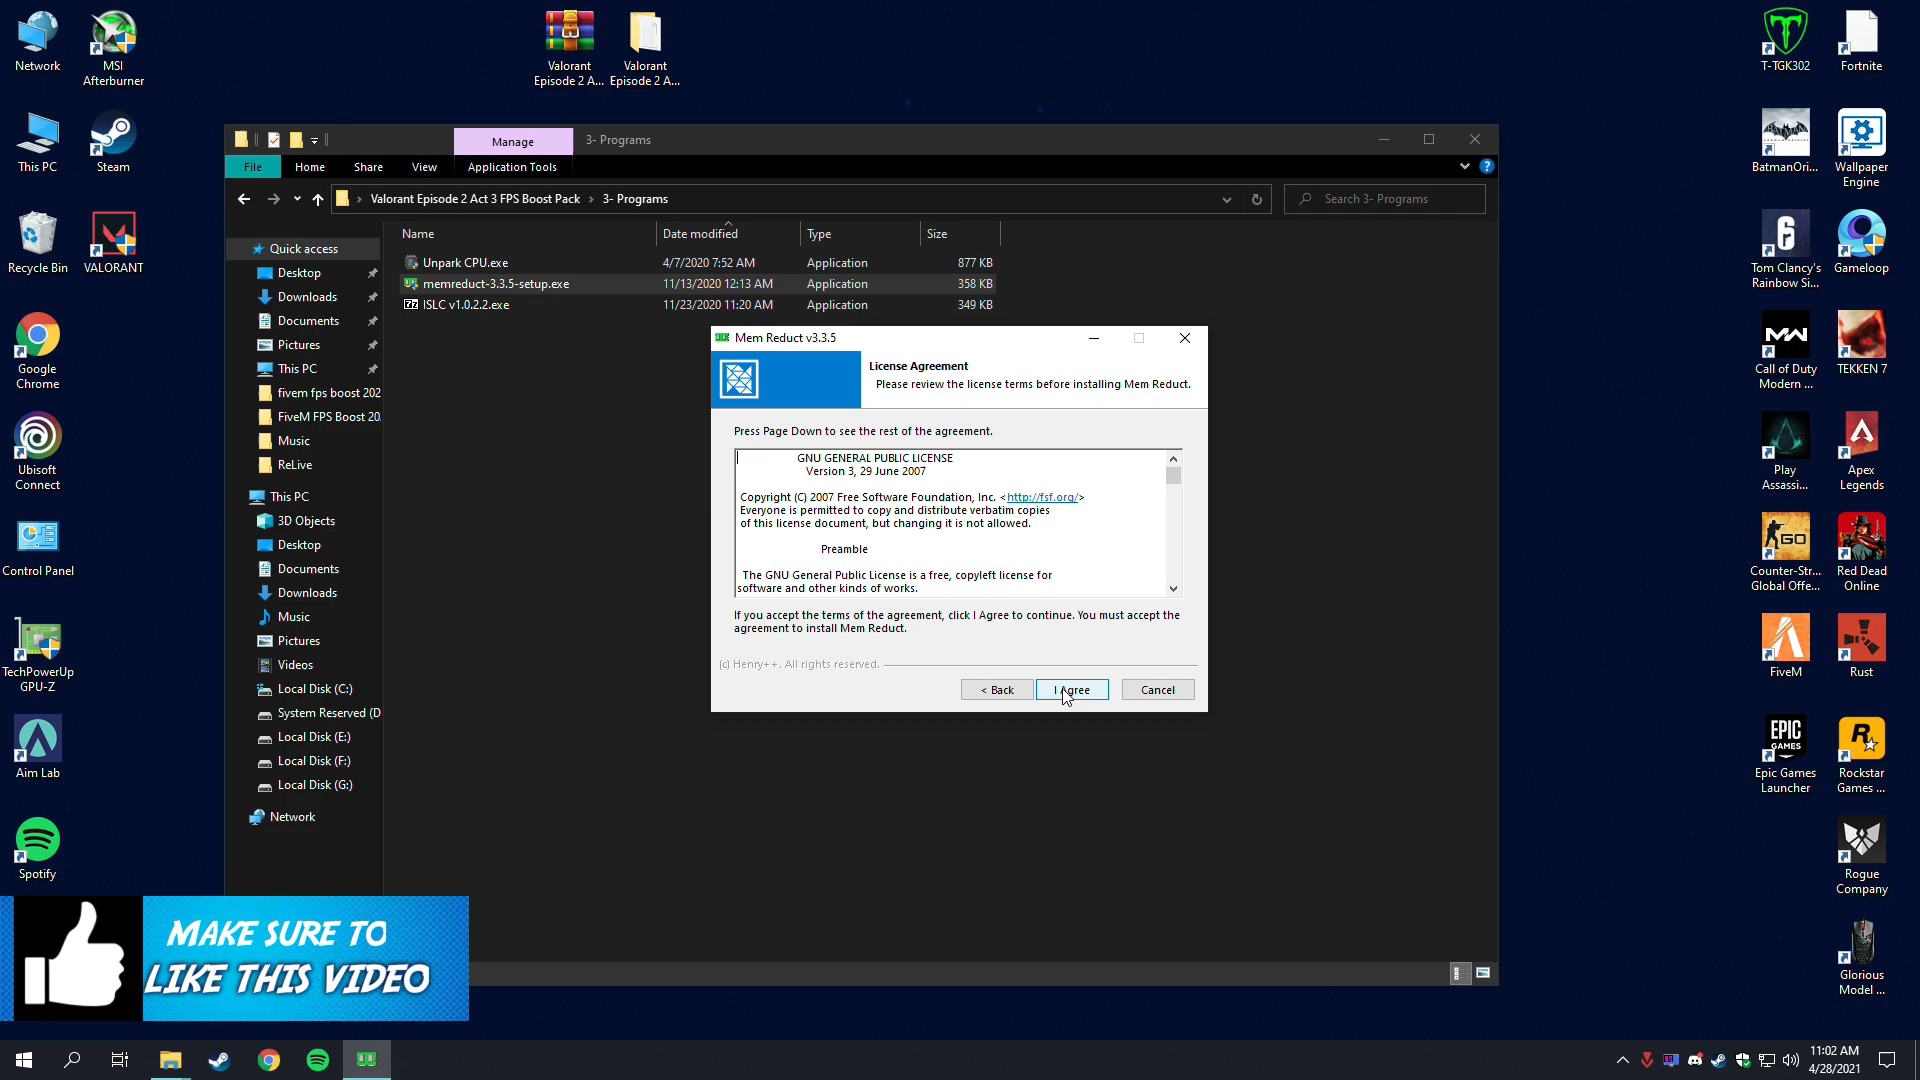 Network
MSI
Afterburner
Valorant
Episode 2 A...
Valorant
Episode 2 A...
T-TGK302
Fortnite
This PC
Steam
BatmanOri...
Wallpaper
Engine
Recycle Bin
VALORANT
Tom Clancy's
Rainbow Si...
Gameloop
Google
Chrome
Call of Duty
Modern ...
TEKKEN 7
Ubisoft
Connect
Play
Assassi...
Apex
Legends
Control Panel
Counter-Str...
Global Offe...
Red Dead
Online
TechPowerUp
GPU-Z
FiveM
Rust
Aim Lab
EPIC
GAMES
Epic Games
Launcher
Rockstar
Games ...
Spotify
Rogue
Company
Glorious
Model ...
Manage
3- Programs
File
Home
Share
View
Application Tools
Valorant Episode 2 Act 3 FPS Boost Pack > 3- Programs
Search 3- Programs
Name
Date modified
Type
Size
Unpark CPU.exe 4/7/2020 7:52 AM Application 877 KB
memreduct-3.3.5-setup.exe 11/13/2020 12:13 AM Application 358 KB
ISLC v1.0.2.2.exe 11/23/2020 11:20 AM Application 349 KB
Quick access
Desktop
Downloads
Documents
Pictures
This PC
fivem fps boost 202
FiveM FPS Boost 20
Music
ReLive
This PC
3D Objects
Desktop
Documents
Downloads
Music
Pictures
Videos
Local Disk (C:)
System Reserved (D
Local Disk (E:)
Local Disk (F:)
Local Disk (G:)
Network
Mem Reduct v3.3.5
License Agreement
Please review the license terms before installing Mem Reduct.
Press Page Down to see the rest of the agreement.
GNU GENERAL PUBLIC LICENSE
Version 3, 29 June 2007
Copyright (C) 2007 Free Software Foundation, Inc. <http://fsf.org/>
Everyone is permitted to copy and distribute verbatim copies
of this license document, but changing it is not allowed.
Preamble
The GNU General Public License is a free, copyleft license for
software and other kinds of works.
If you accept the terms of the agreement, click I Agree to continue. You must accept the
agreement to install Mem Reduct.
(c) Henry++. All rights reserved.
< Back
I Agree
Cancel
MAKE SURE TO
LIKE THIS VIDEO
11:02 AM
4/28/2021